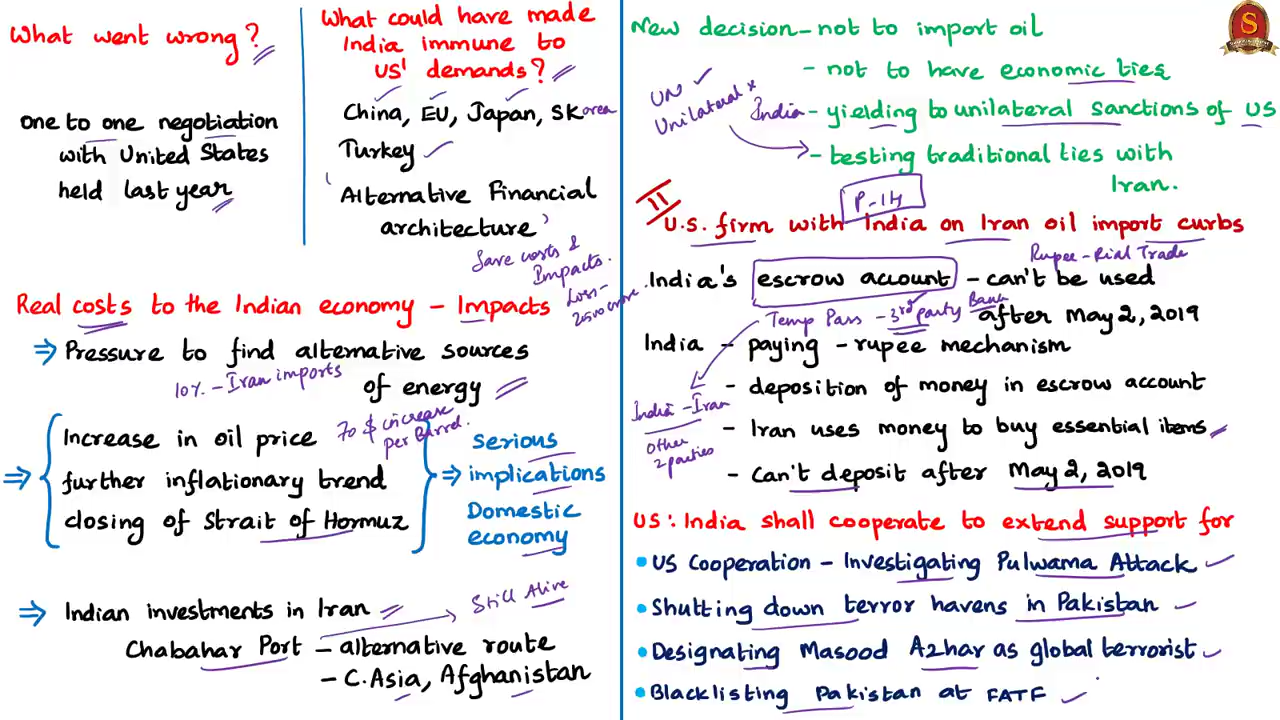 What went wrong?
one to one negotiation
with United States
held last year
What could have made
India immune to
US' demands?
China, EU, Japan, SKorea
Turkey
'Alternative Financial
architecture'
Save costs &
Impacts.
Loss-
2500 crore.
Real costs to the Indian economy - Impacts
⇒ Pressure to find alternative sources
of energy
10% - Iran imports
Increase in oil price
70 $ increase
per Barrel.
further inflationary trend
closing of Strait of Hormuz
⇒ serious
implications
Domestic
economy
⇒ Indian investments in Iran
Still Alive
Chabahar Port - alternative route
- C.Asia, Afghanistan
New decision - not to import oil
- not to have economic ties
UN ✓
Unilateral x
India - yielding to unilateral sanctions of US
- testing traditional ties with
Iran.
II
P-14
U.S. firm with India on Iran oil import curbs
Rupee - Rial Trade
India's escrow account - can't be used
after May 2, 2019
Temp Pass - 3rd party Bank
India - paying - rupee mechanism
- deposition of money in escrow account
India - Iran
other
2 parties
- Iran uses money to buy essential items
- Can't deposit after May 2, 2019
US: India shall cooperate to extend support for
• US Cooperation - Investigating Pulwama Attack
• Shutting down terror havens in Pakistan
• Designating Masood Azhar as global terrorist
• Blacklisting Pakistan at FATF
S